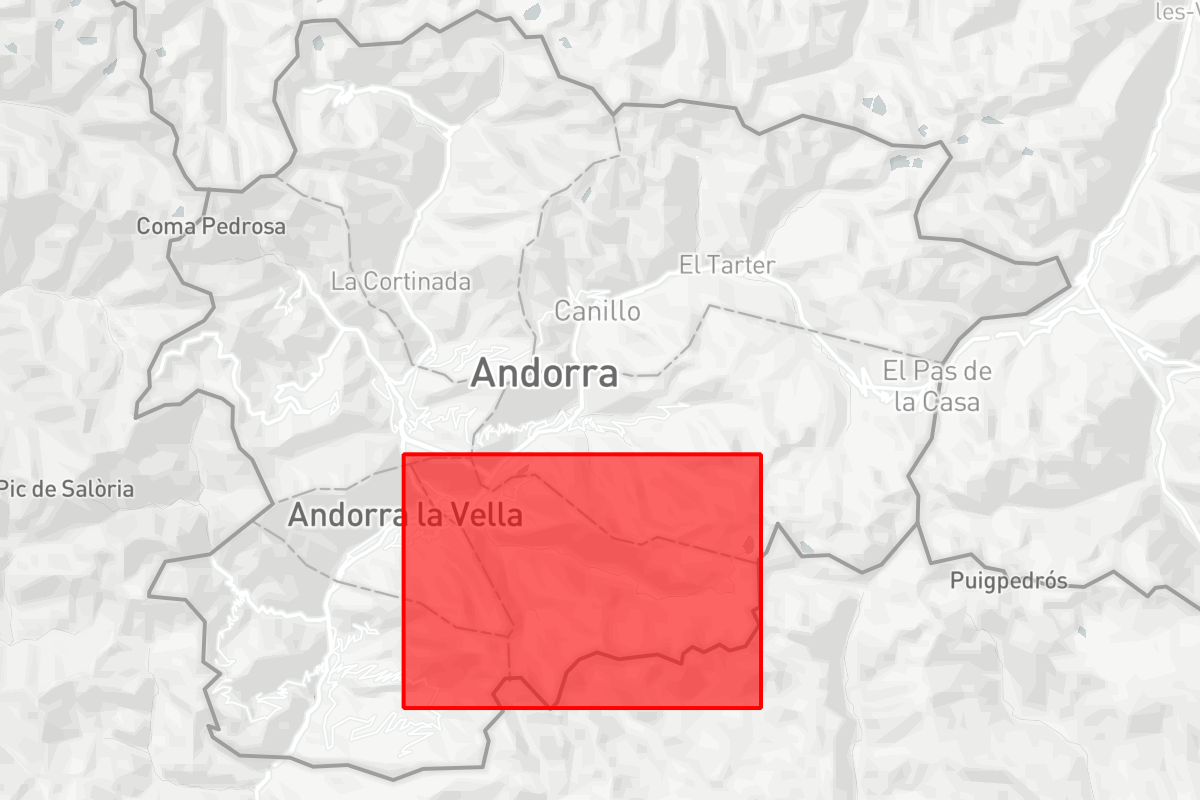 les-V
Coma Pedrosa
La Cortinada
El Tarter
Canillo
Andorra
El Pas de
la Casa
Pic de Salòria
Andorra la Vella
Puigpedrós